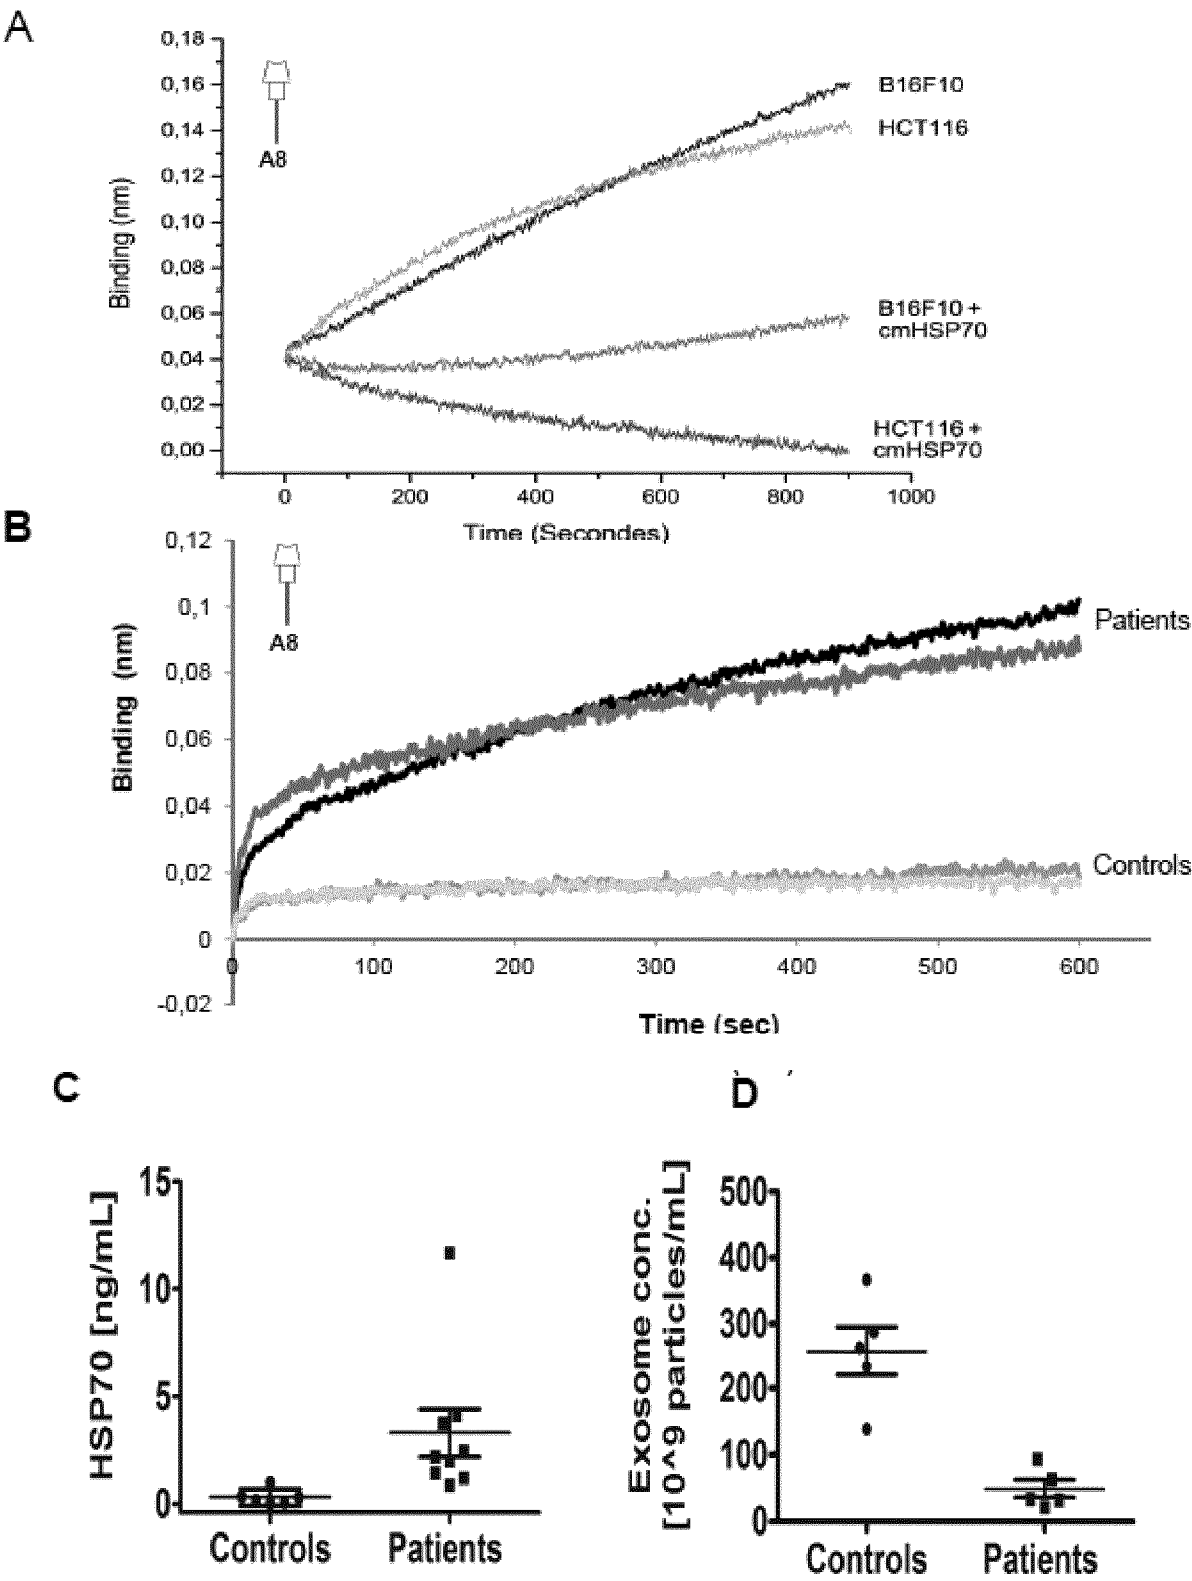 A
0,18
0,16
0,14
0,12
0,10
0,08
0,06
0,04
0,02
0,00
Binding (nm)
A8
B16F10
HCT116
B16F10 +
cmHSP70
HCT116 +
cmHSP70
0 200 400 600 800 1000
Time (Secondes)
B
0,12
0,1
0,08
0,06
0,04
0,02
0
-0,02
Binding (nm)
A8
Patients
Controls
0 100 200 300 400 500 600
Time (sec)
C
15
10
5
0
HSP70 [ng/mL]
Controls Patients
D
500
400
300
200
100
0
Exosome conc.
[10^9 particles/mL]
Controls Patients